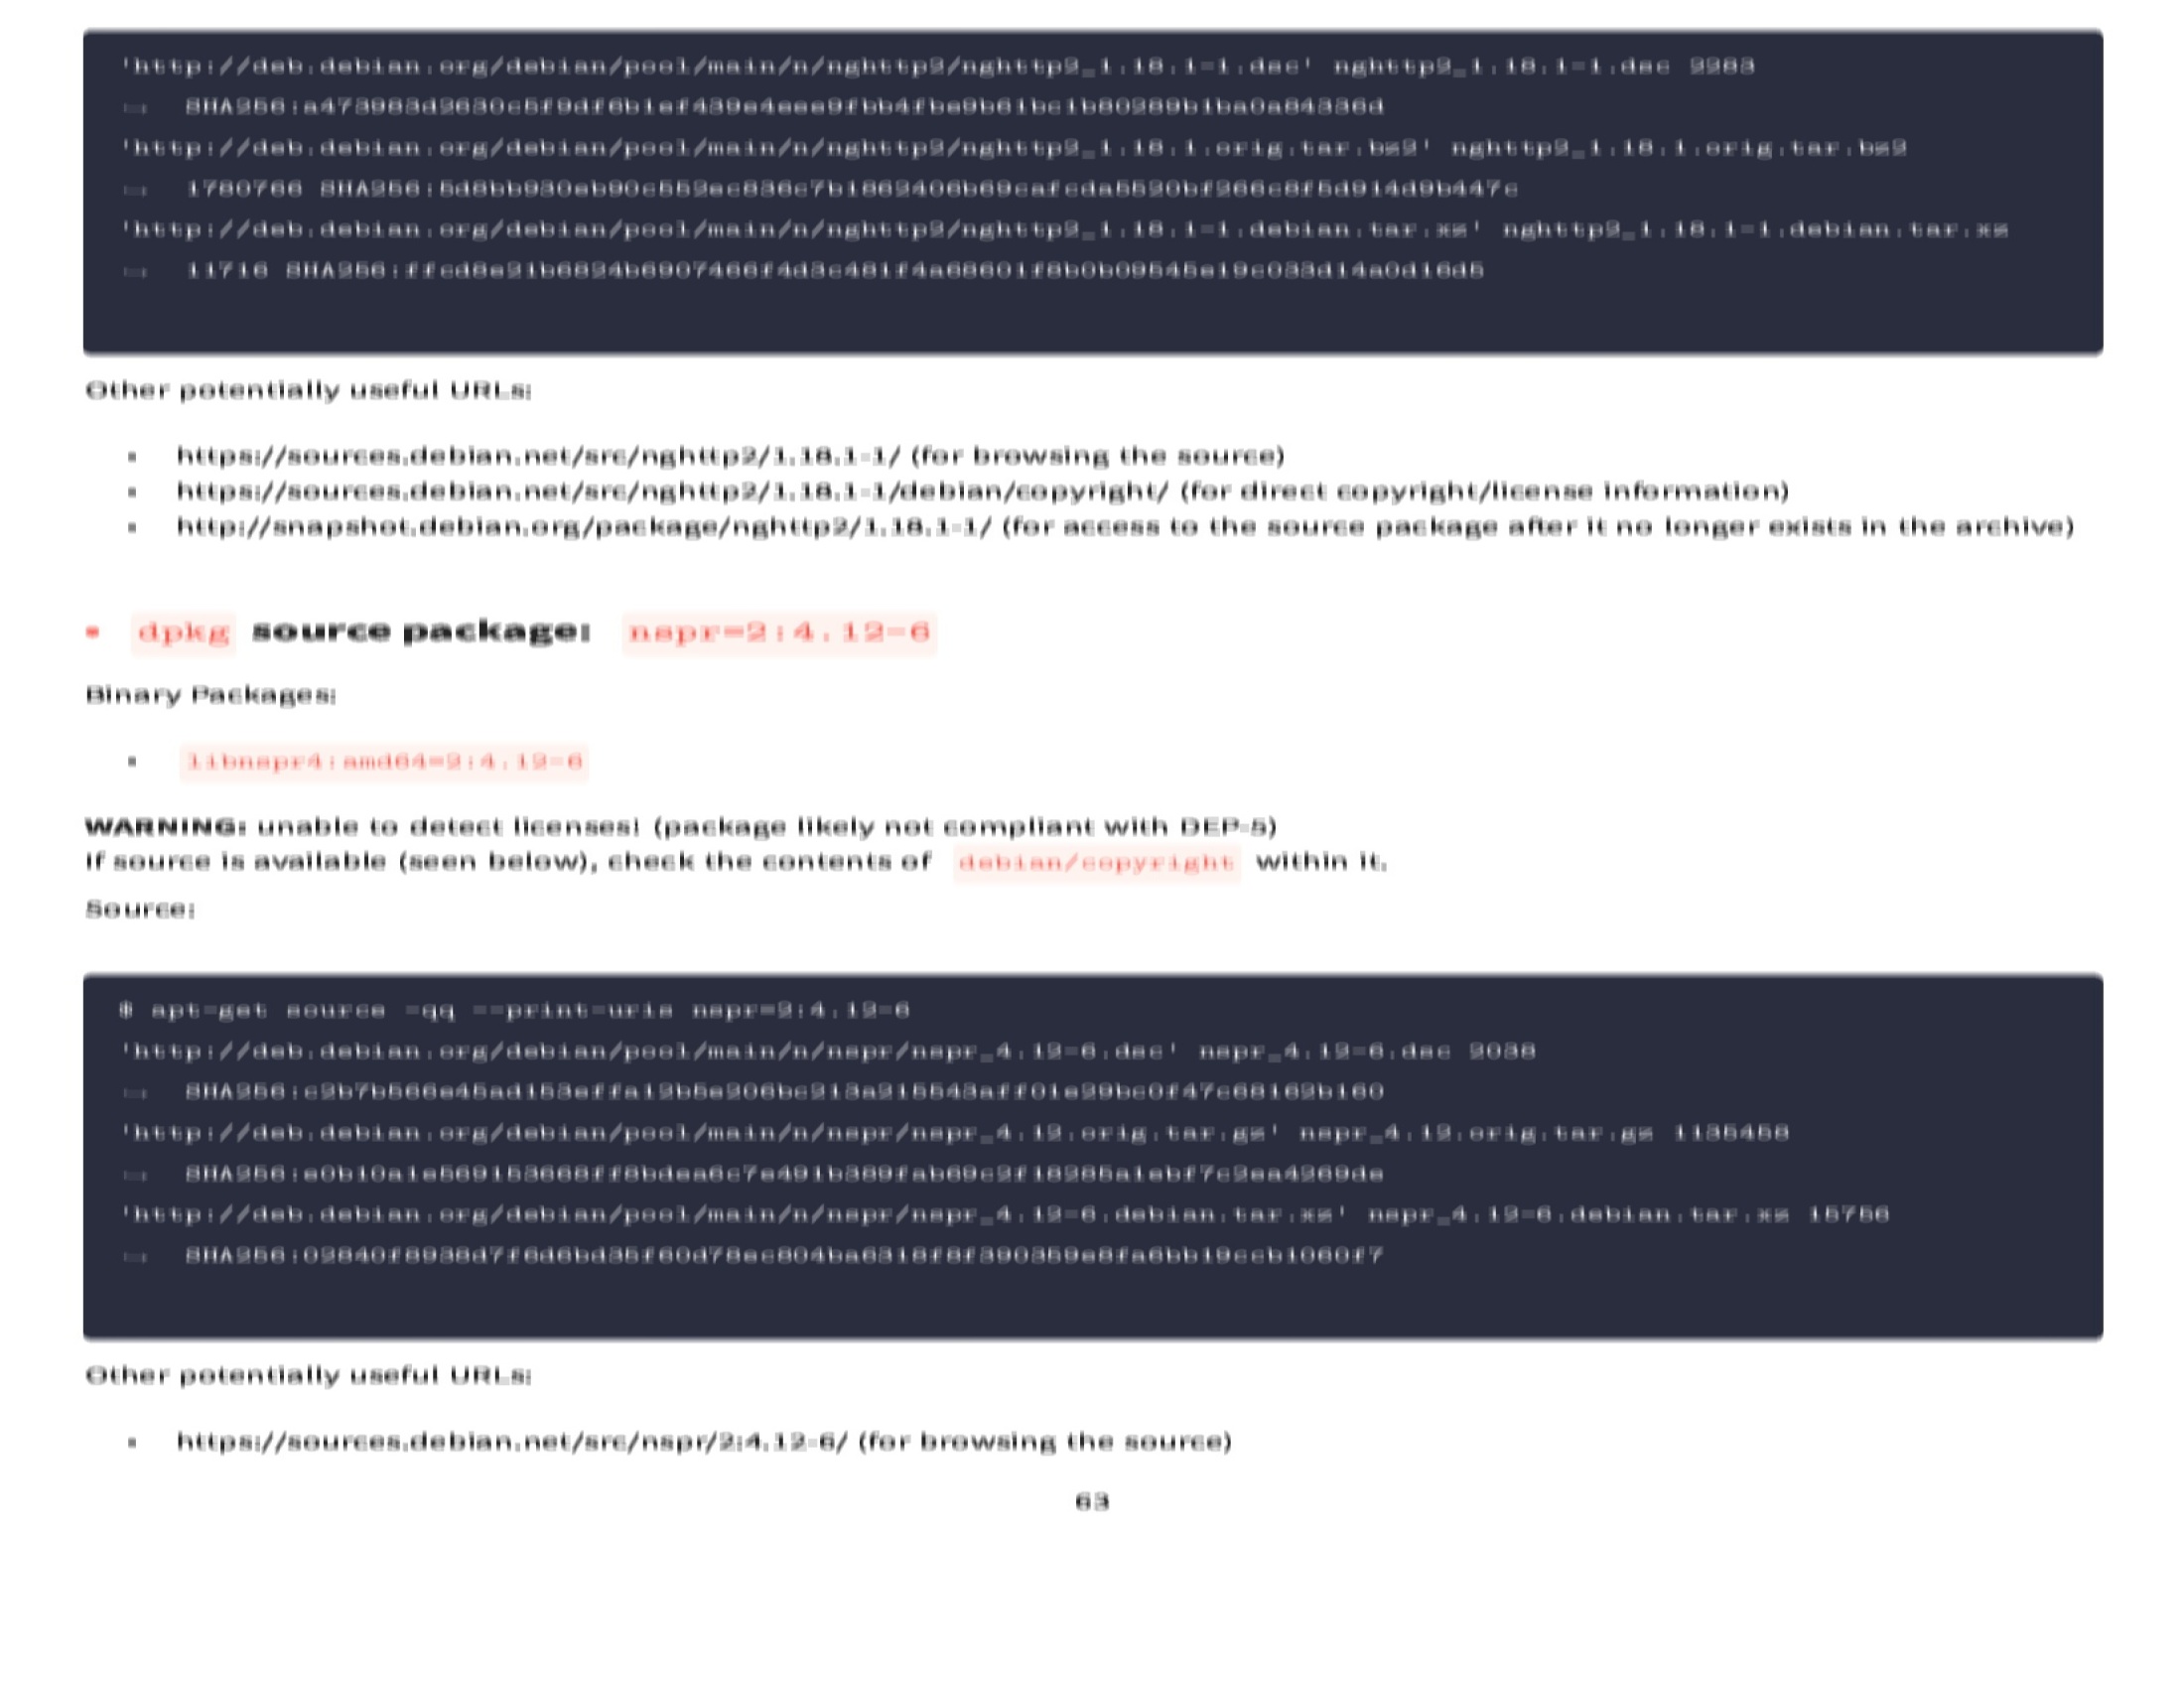 'http://deb.debian.org/debian/pool/main/n/nghttp2/nghttp2_1.18.1-1.dsc' nghttp2_1.18.1-1.dsc
SHA256:
'http://deb.debian.org/debian/pool/main/n/nghttp2/nghttp2_1.18.1.orig.tar.bz2' nghttp2_1.18.1.orig.tar.bz2
1780766 SHA256:
'http://deb.debian.org/debian/pool/main/n/nghttp2/nghttp2_1.18.1-1.debian.tar.xz' nghttp2_1.18.1-1.debian.tar.xz
11716 SHA256:
Other potentially useful URLs:
• https://sources.debian.net/src/nghttp2/1.18.1-1/ (for browsing the source)
• https://sources.debian.net/src/nghttp2/1.18.1-1/debian/copyright/ (for direct copyright/license information)
• http://snapshot.debian.org/package/nghttp2/1.18.1-1/ (for access to the source package after it no longer exists in the archive)
• dpkg source package: nspr=2:4.12-6
Binary Packages:
• libnspr4:amd64=2:4.12-6
WARNING: unable to detect licenses! (package likely not compliant with DEP-5)
If source is available (seen below), check the contents of debian/copyright within it.
Source:
$ apt-get source -qq --print-uris nspr=2:4.12-6
'http://deb.debian.org/debian/pool/main/n/nspr/nspr_4.12-6.dsc' nspr_4.12-6.dsc 2038
SHA256:
'http://deb.debian.org/debian/pool/main/n/nspr/nspr_4.12.orig.tar.gz' nspr_4.12.orig.tar.gz 1135458
SHA256:
'http://deb.debian.org/debian/pool/main/n/nspr/nspr_4.12-6.debian.tar.xz' nspr_4.12-6.debian.tar.xz 15756
SHA256:
Other potentially useful URLs:
• https://sources.debian.net/src/nspr/2:4.12-6/ (for browsing the source)
63